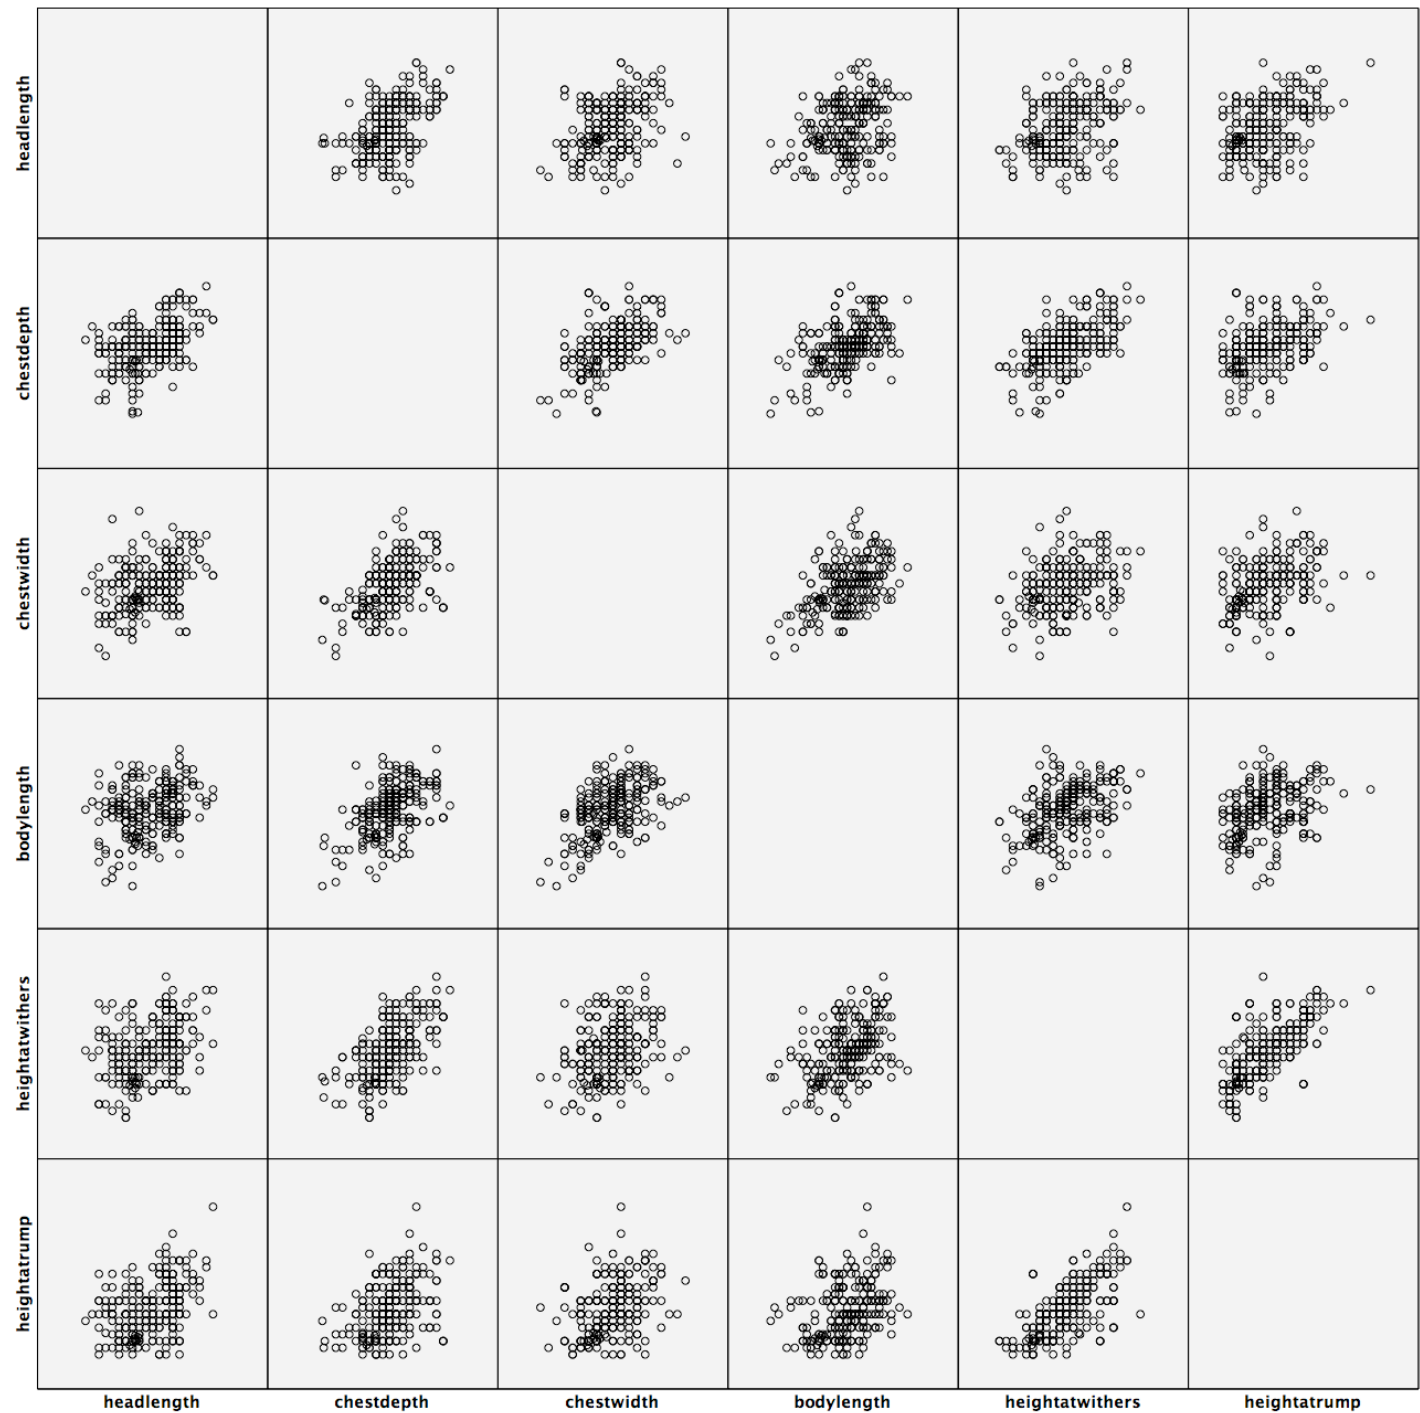 headlength
chestdepth
chestwidth
bodylength
heightatwithers
heightatrump
headlength chestdepth chestwidth bodylength heightatwithers heightatrump